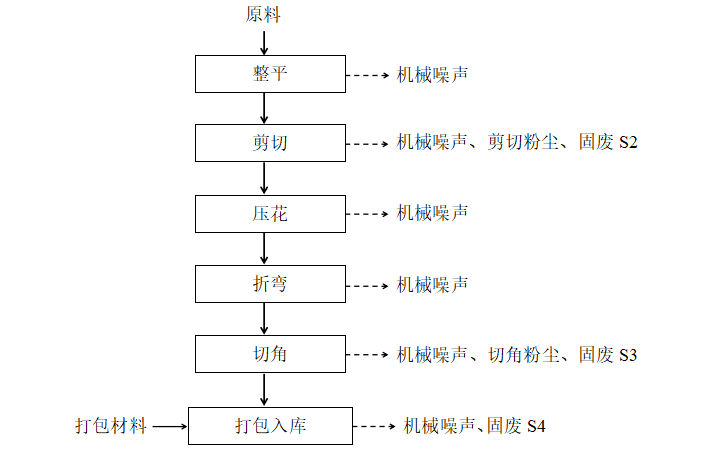 原料
整平
机械噪声
剪切
机械噪声、剪切粉尘、固废 S2
压花
机械噪声
折弯
机械噪声
切角
机械噪声、切角粉尘、固废 S3
打包材料
打包入库
机械噪声、固废 S4